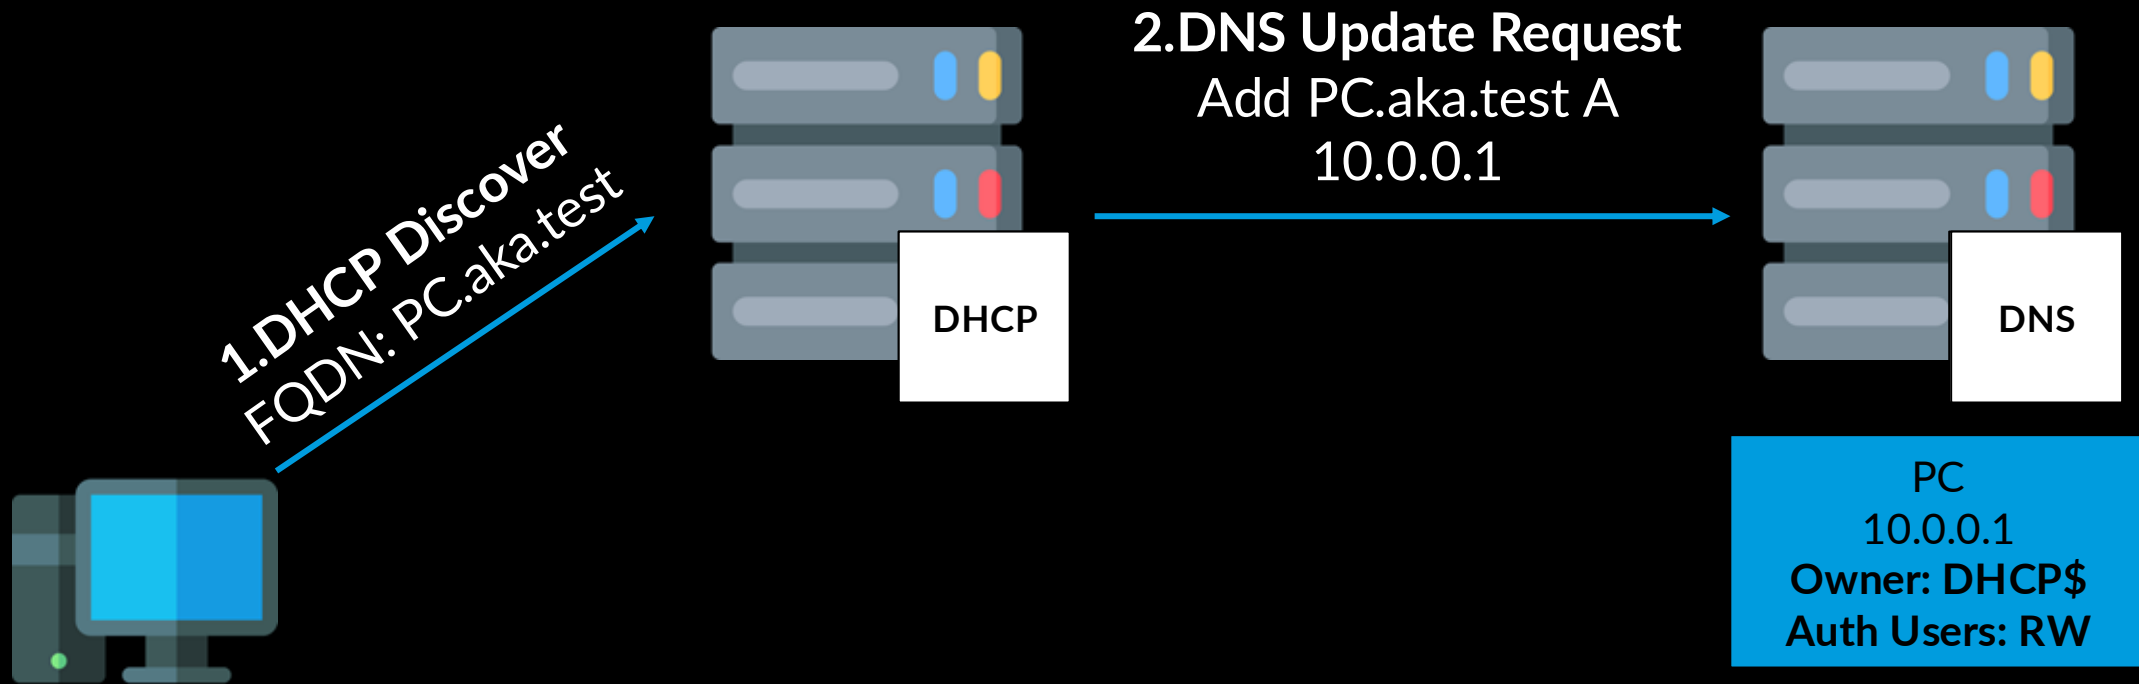 1.DHCP Discover
FQDN: PC.aka.test
2.DNS Update Request
Add PC.aka.test A
10.0.0.1
DHCP
DNS
PC
10.0.0.1
Owner: DHCP$
Auth Users: RW